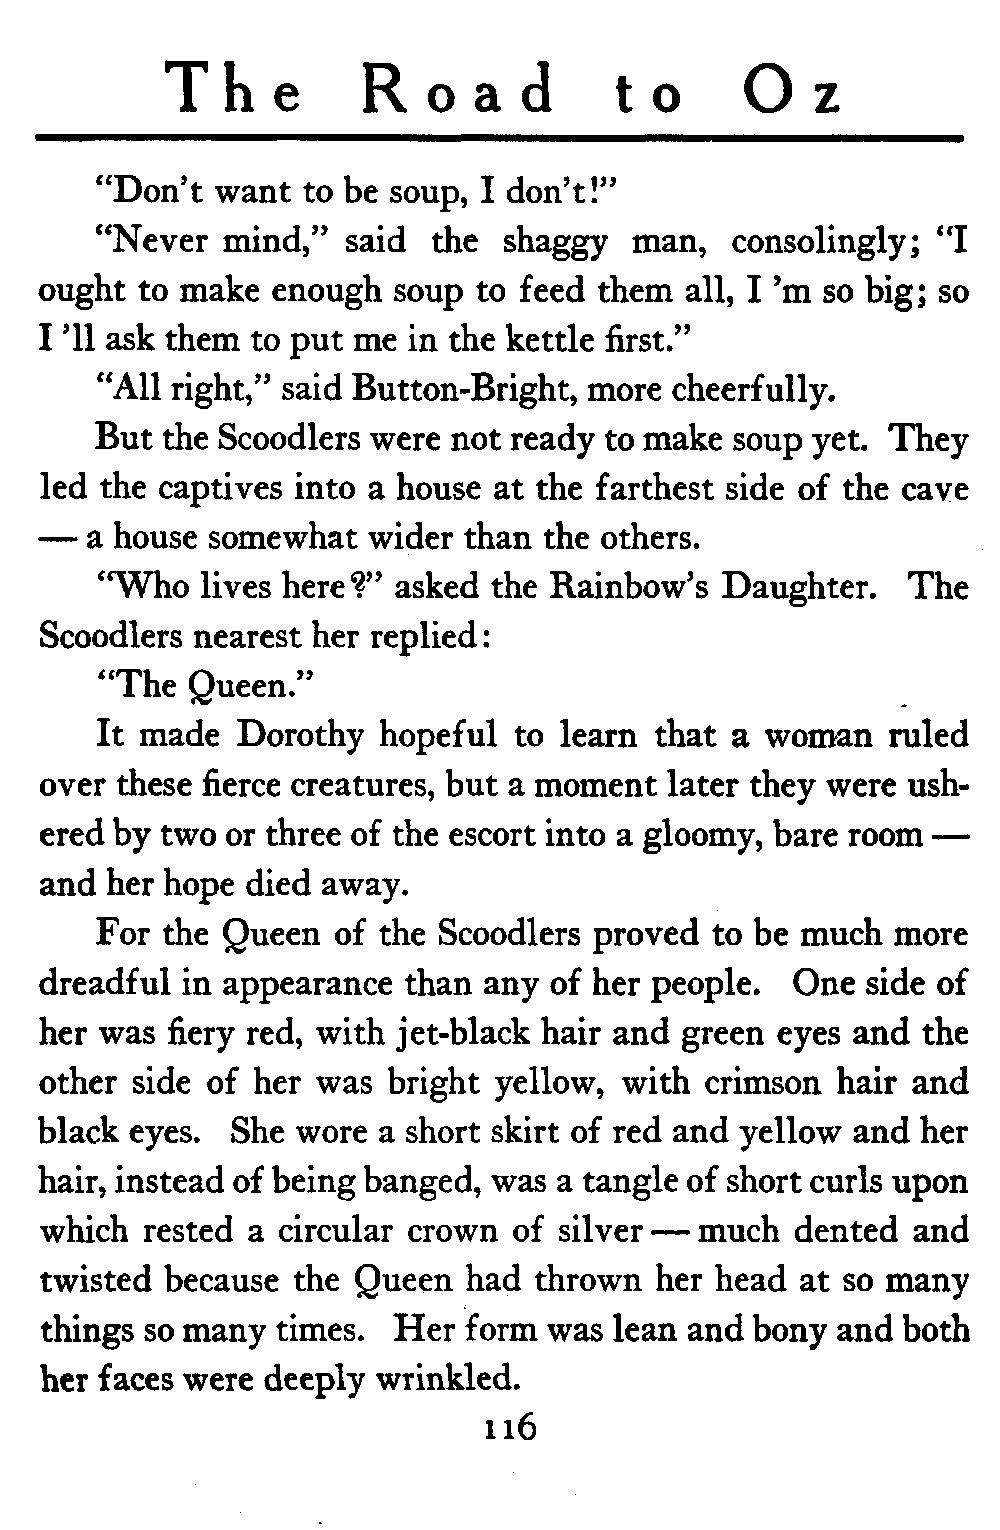 The Road to Oz
“Don’t want to be soup, I don’t!”
“Never mind,” said the shaggy man, consolingly; “I
ought to make enough soup to feed them all, I ’m so big; so
I ’ll ask them to put me in the kettle first.”
“All right,” said Button-Bright, more cheerfully.
But the Scoodlers were not ready to make soup yet. They
led the captives into a house at the farthest side of the cave
— a house somewhat wider than the others.
“Who lives here?” asked the Rainbow’s Daughter. The
Scoodlers nearest her replied:
“The Queen.”
It made Dorothy hopeful to learn that a woman ruled
over these fierce creatures, but a moment later they were ush-
ered by two or three of the escort into a gloomy, bare room —
and her hope died away.
For the Queen of the Scoodlers proved to be much more
dreadful in appearance than any of her people. One side of
her was fiery red, with jet-black hair and green eyes and the
other side of her was bright yellow, with crimson hair and
black eyes. She wore a short skirt of red and yellow and her
hair, instead of being banged, was a tangle of short curls upon
which rested a circular crown of silver — much dented and
twisted because the Queen had thrown her head at so many
things so many times. Her form was lean and bony and both
her faces were deeply wrinkled.
116